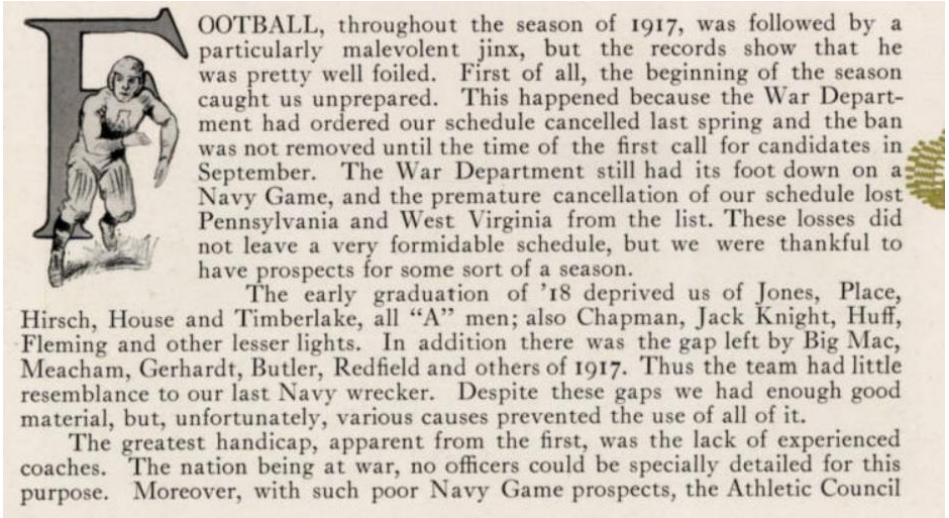 FOOTBALL, throughout the season of 1917, was followed by a
particularly malevolent jinx, but the records show that he
was pretty well foiled. First of all, the beginning of the season
caught us unprepared. This happened because the War Depart-
ment had ordered our schedule cancelled last spring and the ban
was not removed until the time of the first call for candidates in
September. The War Department still had its foot down on a
Navy Game, and the premature cancellation of our schedule lost
Pennsylvania and West Virginia from the list. These losses did
not leave a very formidable schedule, but we were thankful to
have prospects for some sort of a season.
The early graduation of '18 deprived us of Jones, Place,
Hirsch, House and Timberlake, all "A" men; also Chapman, Jack Knight, Huff,
Fleming and other lesser lights. In addition there was the gap left by Big Mac,
Meacham, Gerhardt, Butler, Redfield and others of 1917. Thus the team had little
resemblance to our last Navy wrecker. Despite these gaps we had enough good
material, but, unfortunately, various causes prevented the use of all of it.
The greatest handicap, apparent from the first, was the lack of experienced
coaches. The nation being at war, no officers could be specially detailed for this
purpose. Moreover, with such poor Navy Game prospects, the Athletic Council